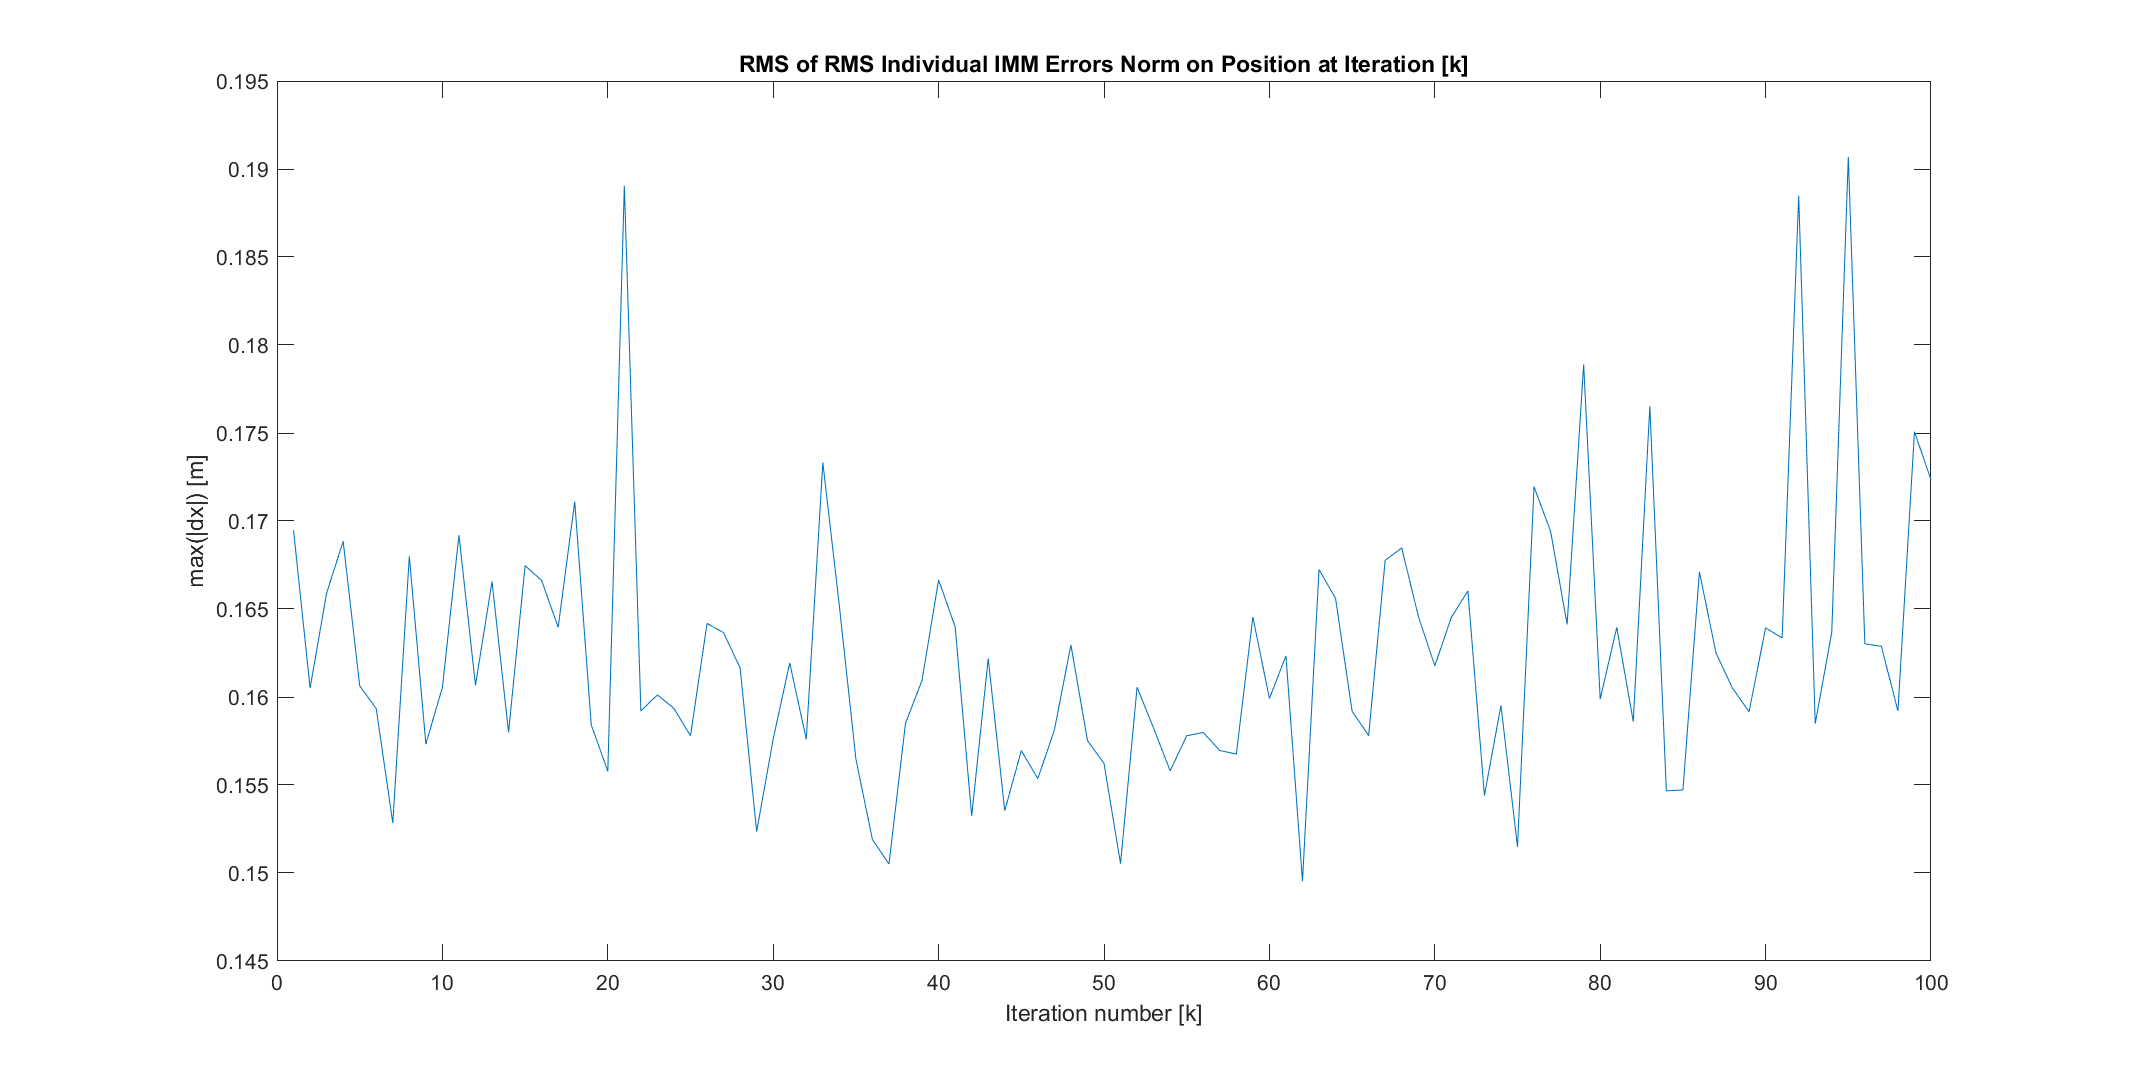 RMS of RMS Individual IMM Errors Norm on Position at Iteration [k]
0.195
0.19
0.185
0.18
0.175
0.17
0.165
0.16
0.155
0.15
0.145
max(|dx|) [m]
0 10 20 30 40 50 60 70 80 90 100
Iteration number [k]